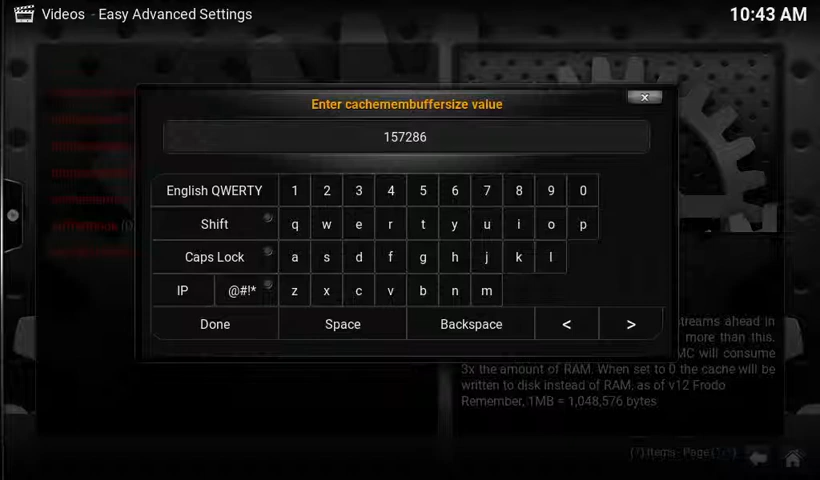 Videos - Easy Advanced Settings
10:43 AM
Enter cachemembuffersize value
157286
English QWERTY 1 2 3 4 5 6 7 8 9 0
Shift q w e r t y u i o p
Caps Lock a s d f g h j k l
IP @#!* z x c v b n m
Done Space Backspace < >
streams ahead in
more than this.
MC will consume
3x the amount of RAM. When set to 0 the cache will be
written to disk instead of RAM, as of v12 Frodo
Remember, 1MB = 1,048,576 bytes
Items - Page